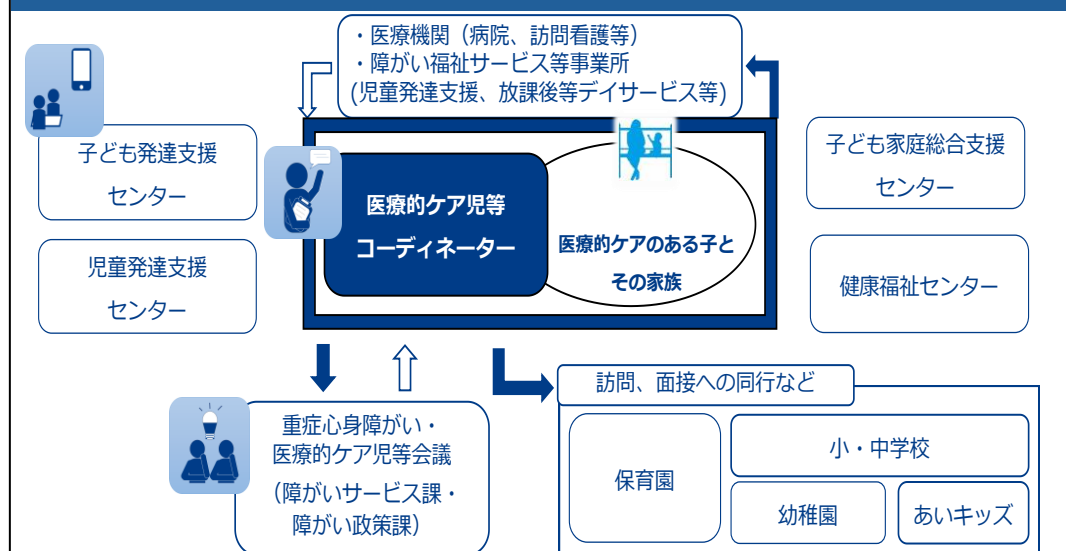 ・医療機関（病院、訪問看護等）
・障がい福祉サービス等事業所
(児童発達支援、放課後等デイサービス等)
子ども発達支援
センター
児童発達支援
センター
医療的ケア児等
コーディネーター
医療的ケアのある子と
その家族
子ども家庭総合支援
センター
健康福祉センター
重症心身障がい・
医療的ケア児等会議
（障がいサービス課・
障がい政策課）
訪問、面接への同行など
保育園
小・中学校
幼稚園
あいキッズ